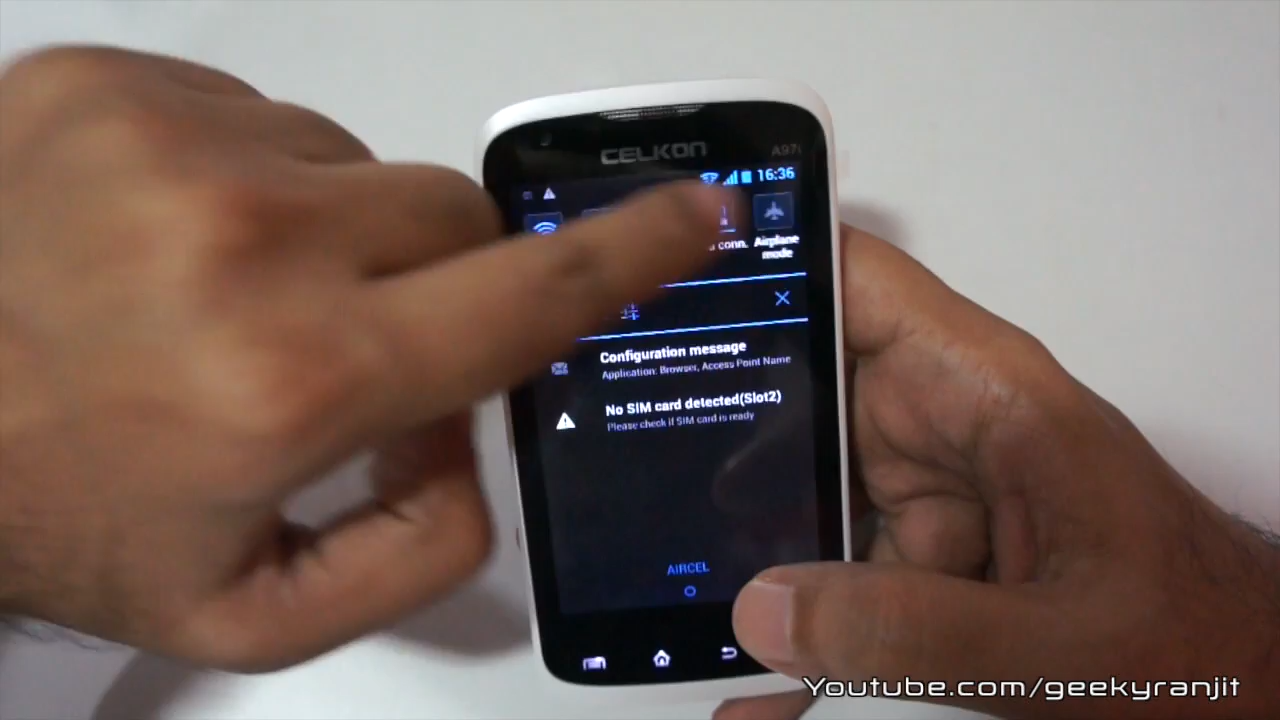 CELKON
A97i
16:36
conn.
Airplane
mode
Configuration message
Application: Browser, Access Point Name
No SIM card detected(Slot2)
Please check if SIM card is ready
AIRCEL
Youtube.com/geekyranjit